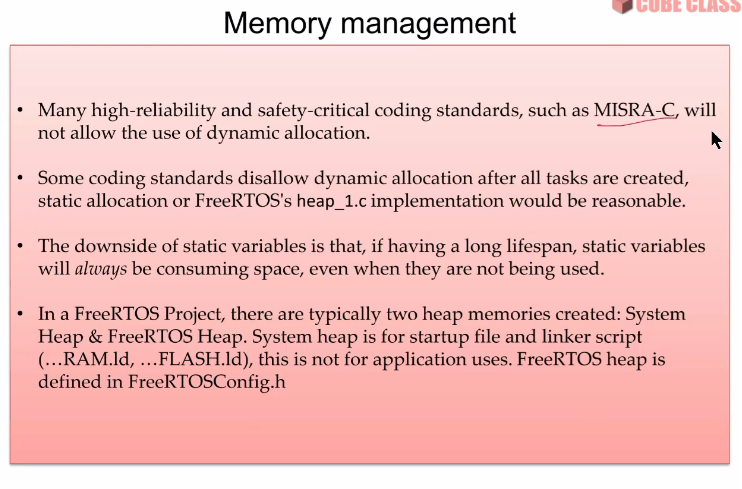 CUBE CLASS
Memory management
• Many high-reliability and safety-critical coding standards, such as MISRA-C, will
not allow the use of dynamic allocation.
• Some coding standards disallow dynamic allocation after all tasks are created,
static allocation or FreeRTOS's heap_1.c implementation would be reasonable.
• The downside of static variables is that, if having a long lifespan, static variables
will always be consuming space, even when they are not being used.
• In a FreeRTOS Project, there are typically two heap memories created: System
Heap & FreeRTOS Heap. System heap is for startup file and linker script
(…RAM.ld, …FLASH.ld), this is not for application uses. FreeRTOS heap is
defined in FreeRTOSConfig.h